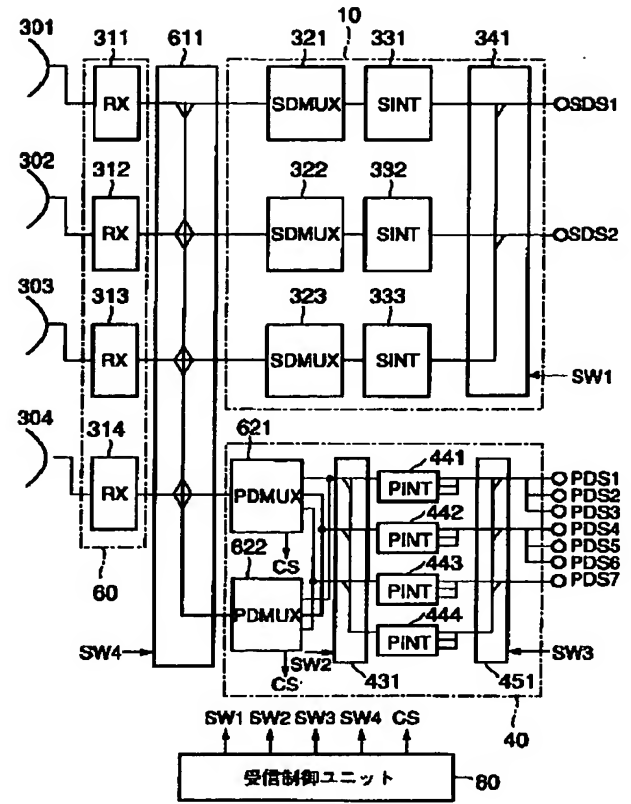 10
301 311 611 321 331 341
RX SDMUX SINT SDS1
302 312 322 332
RX SDMUX SINT SDS2
303 313 323 333
RX SDMUX SINT
SW1
304 314 621 441
RX PDMUX PINT PDS1
PDS2
PDS3
442
PINT PDS4
PDS5
PDS6
CS
622 443
PDMUX PINT PDS7
444
PINT
60
SW4 SW2 SW3
CS 431 451
40
SW1 SW2 SW3 SW4 CS
受信制御ユニット 80